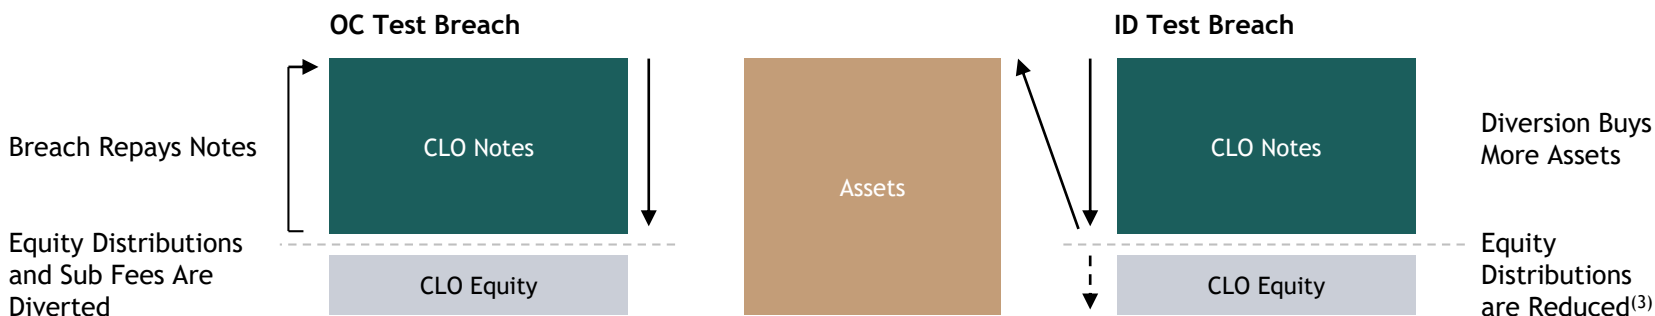 OC Test Breach
ID Test Breach
Breach Repays Notes
CLO Notes
Assets
CLO Notes
Diversion Buys
More Assets
Equity Distributions
and Sub Fees Are
Diverted
CLO Equity
CLO Equity
Equity
Distributions
are Reduced(3)